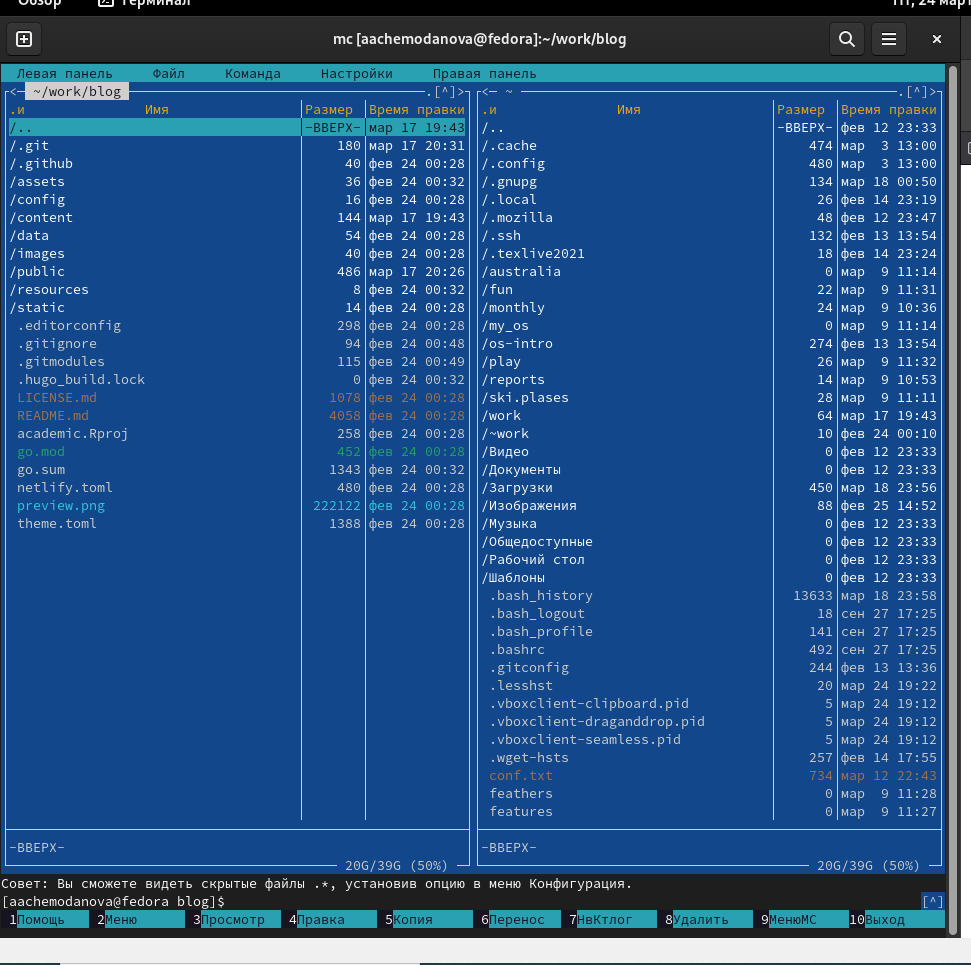 Обзор Терминал Пт, 24 март
mc [aachemodanova@fedora]:~/work/blog
Левая панель Файл Команда Настройки Правая панель
<─ ~/work/blog .[^]> <─ ~ .[^]>
.и Имя Размер Время правки .и Имя Размер Время правки
/.. -ВВЕРХ- мар 17 19:43 /.. -ВВЕРХ- фев 12 23:33
/.git 180 мар 17 20:31 /.cache 474 мар 3 13:00
/.github 40 фев 24 00:28 /.config 480 мар 3 13:00
/assets 36 фев 24 00:32 /.gnupg 134 мар 18 00:50
/config 16 фев 24 00:28 /.local 26 фев 14 23:19
/content 144 мар 17 19:43 /.mozilla 48 фев 12 23:47
/data 54 фев 24 00:28 /.ssh 132 фев 13 13:54
/images 40 фев 24 00:28 /.texlive2021 18 фев 14 23:24
/public 486 мар 17 20:26 /australia 0 мар 9 11:14
/resources 8 фев 24 00:32 /fun 22 мар 9 11:31
/static 14 фев 24 00:28 /monthly 24 мар 9 10:36
.editorconfig 298 фев 24 00:28 /my_os 0 мар 9 11:14
.gitignore 94 фев 24 00:48 /os-intro 274 фев 13 13:54
.gitmodules 115 фев 24 00:49 /play 26 мар 9 11:32
.hugo_build.lock 0 фев 24 00:32 /reports 14 мар 9 10:53
LICENSE.md 1078 фев 24 00:28 /ski.plases 28 мар 9 11:11
README.md 4058 фев 24 00:28 /work 64 мар 17 19:43
academic.Rproj 258 фев 24 00:28 /~work 10 фев 24 00:10
go.mod 452 фев 24 00:28 /Видео 0 фев 12 23:33
go.sum 1343 фев 24 00:32 /Документы 0 фев 12 23:33
netlify.toml 480 фев 24 00:28 /Загрузки 450 мар 18 23:56
preview.png 222122 фев 24 00:28 /Изображения 88 фев 25 14:52
theme.toml 1388 фев 24 00:28 /Музыка 0 фев 12 23:33
/Общедоступные 0 фев 12 23:33
/Рабочий стол 0 фев 12 23:33
/Шаблоны 0 фев 12 23:33
.bash_history 13633 мар 18 23:58
.bash_logout 18 сен 27 17:25
.bash_profile 141 сен 27 17:25
.bashrc 492 сен 27 17:25
.gitconfig 244 фев 13 13:36
.lesshst 20 мар 24 19:22
.vboxclient-clipboard.pid 5 мар 24 19:12
.vboxclient-draganddrop.pid 5 мар 24 19:12
.vboxclient-seamless.pid 5 мар 24 19:12
.wget-hsts 257 фев 14 17:55
conf.txt 734 мар 12 22:43
feathers 0 мар 9 11:28
features 0 мар 9 11:27
-ВВЕРХ- -ВВЕРХ-
20G/39G (50%) 20G/39G (50%)
Совет: Вы сможете видеть скрытые файлы .*, установив опцию в меню Конфигурация.
[aachemodanova@fedora blog]$ [^]
1Помощь 2Меню 3Просмотр 4Правка 5Копия 6Перенос 7НвКтлог 8Удалить 9МенюMC 10Выход